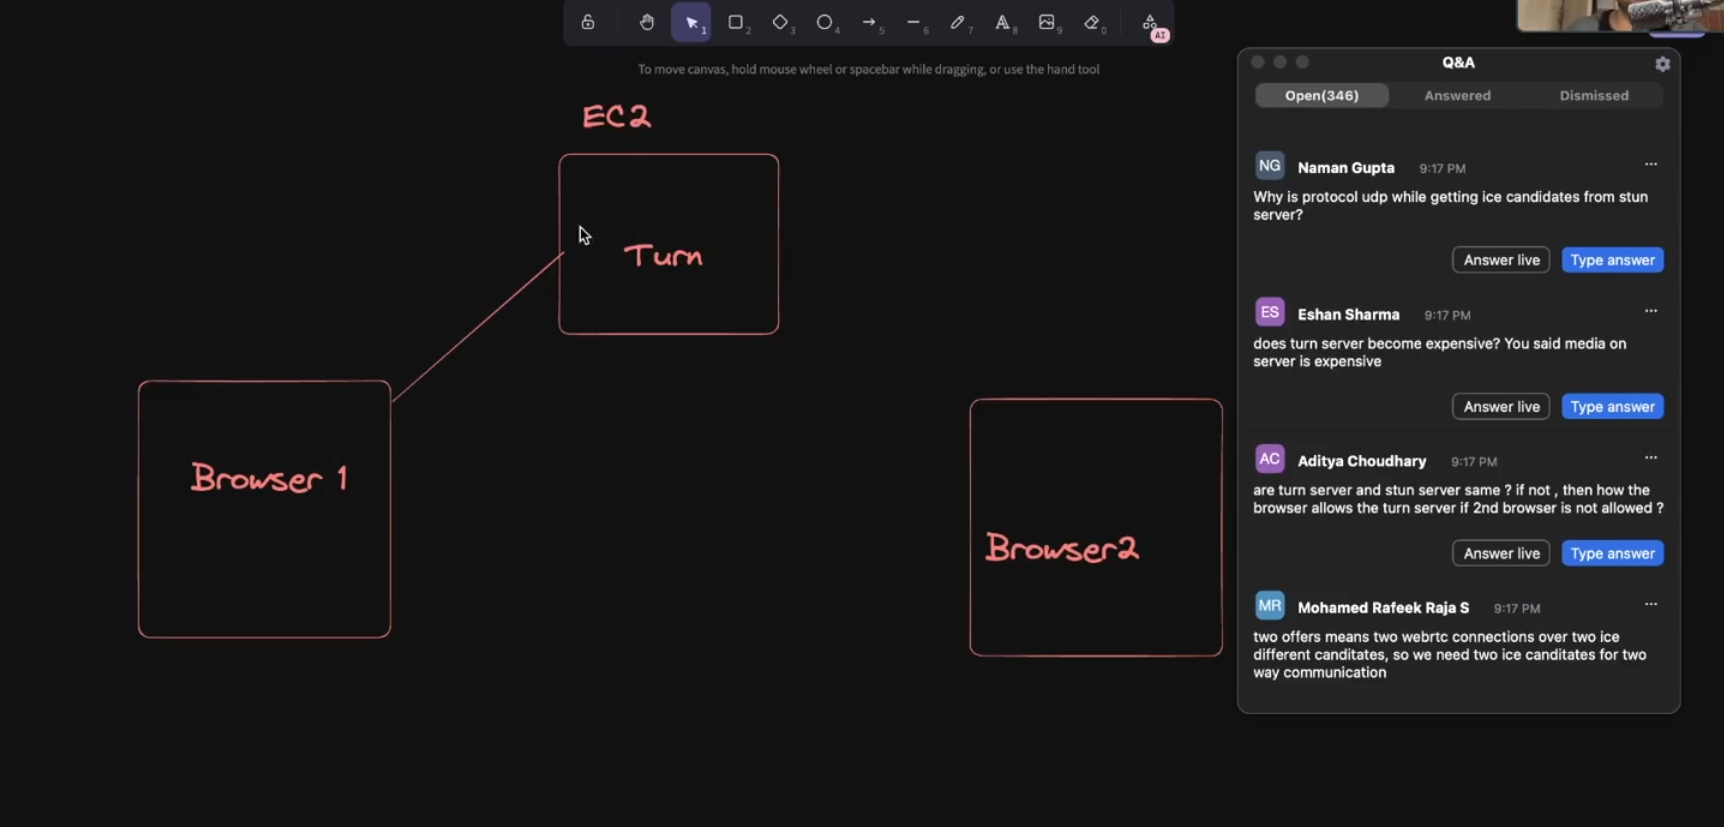 1
2
3
4
5
6
7
8
9
0
AI
To move canvas, hold mouse wheel or spacebar while dragging, or use the hand tool
EC2
Turn
Browser 1
Browser2
Q&A
Open(346)
Answered
Dismissed
NG
Naman Gupta
9:17 PM
Why is protocol udp while getting ice candidates from stun
server?
Answer live
Type answer
ES
Eshan Sharma
9:17 PM
does turn server become expensive? You said media on
server is expensive
Answer live
Type answer
AC
Aditya Choudhary
9:17 PM
are turn server and stun server same ? if not , then how the
browser allows the turn server if 2nd browser is not allowed ?
Answer live
Type answer
MR
Mohamed Rafeek Raja S
9:17 PM
two offers means two webrtc connections over two ice
different canditates, so we need two ice canditates for two
way communication